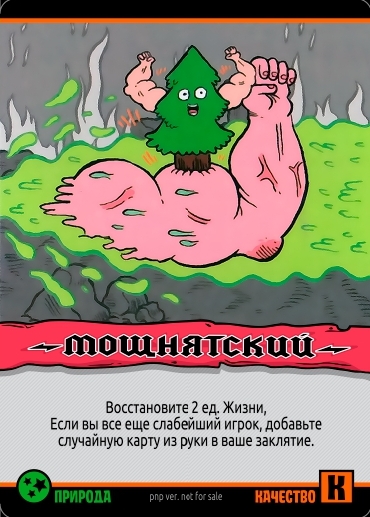 МОЩНЯТСКИЙ
Восстановите 2 ед. Жизни,
Если вы все еще слабейший игрок, добавьте
случайную карту из руки в ваше заклятие.
ПРИРОДА
pnp ver. not for sale
КАЧЕСТВО К